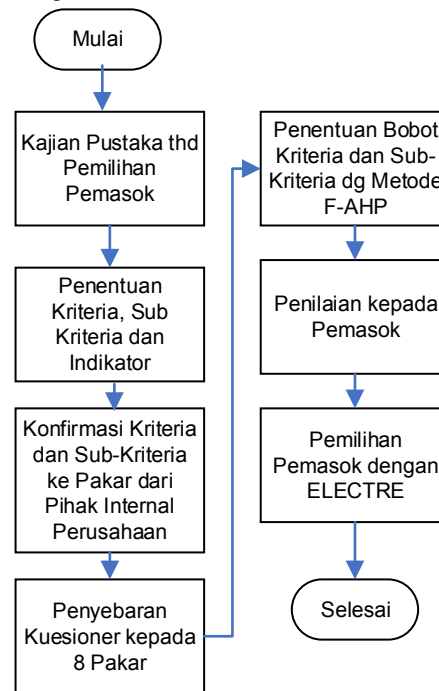 Mulai
Kajian Pustaka thd
Pemilihan
Pemasok
Penentuan
Kriteria, Sub
Kriteria dan
Indikator
Konfirmasi Kriteria
dan Sub-Kriteria
ke Pakar dari
Pihak Internal
Perusahaan
Penyebaran
Kuesioner kepada
8 Pakar
Penentuan Bobot
Kriteria dan Sub-
Kriteria dg Metode
F-AHP
Penilaian kepada
Pemasok
Pemilihan
Pemasok dengan
ELECTRE
Selesai